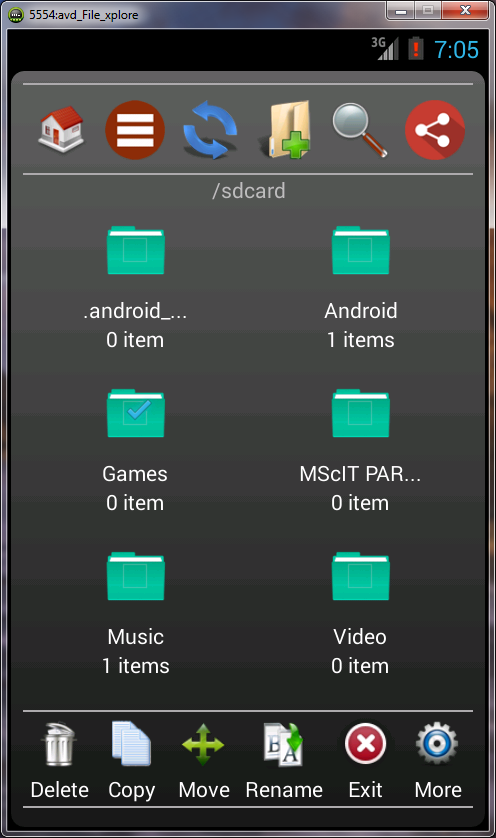 5554:avd_File_xplore
3G 7:05
/sdcard
.android_... Android
0 item 1 items
Games MScIT PAR...
0 item 0 item
Music Video
1 items 0 item
Delete Copy Move Rename Exit More